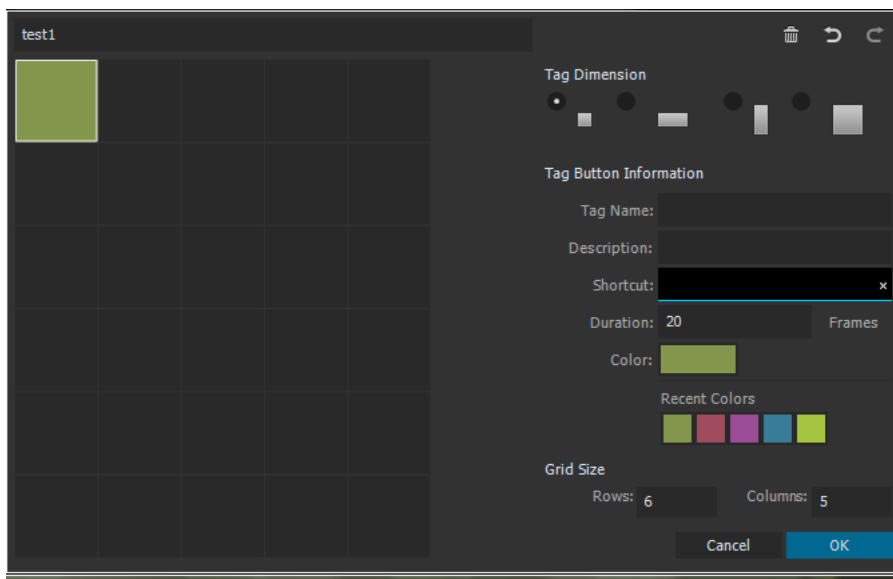 test1
Tag Dimension
Tag Button Information
Tag Name:
Description:
Shortcut: ×
Duration: 20 Frames
Color:
Recent Colors
Grid Size
Rows: 6 Columns: 5
Cancel OK